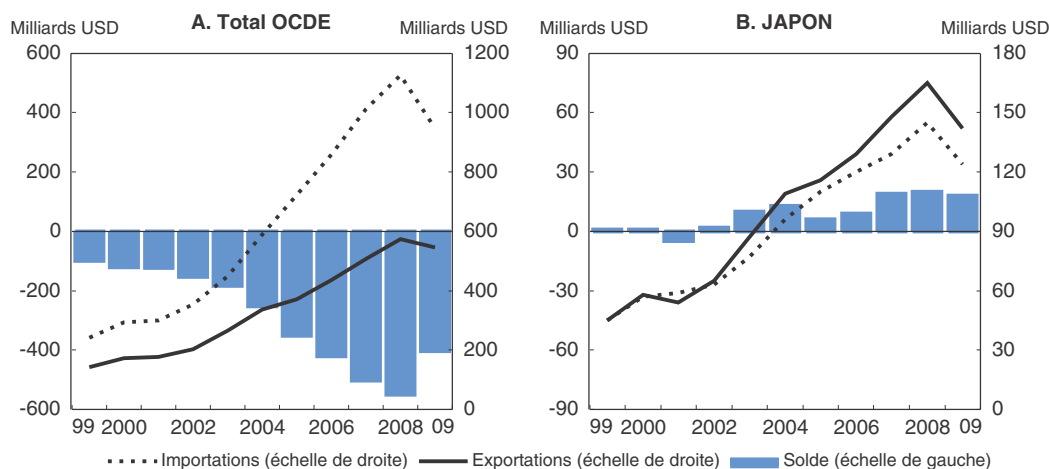 A. Total OCDE
Milliards USD Milliards USD
600 1200
400 1000
200 800
0 600
-200 400
-400 200
-600 0
99 2000 2002 2004 2006 2008 09
B. JAPON
Milliards USD Milliards USD
90 180
60 150
30 120
0 90
-30 60
-60 30
-90 0
99 2000 2002 2004 2006 2008 09
Importations (échelle de droite) Exportations (échelle de droite) Solde (échelle de gauche)